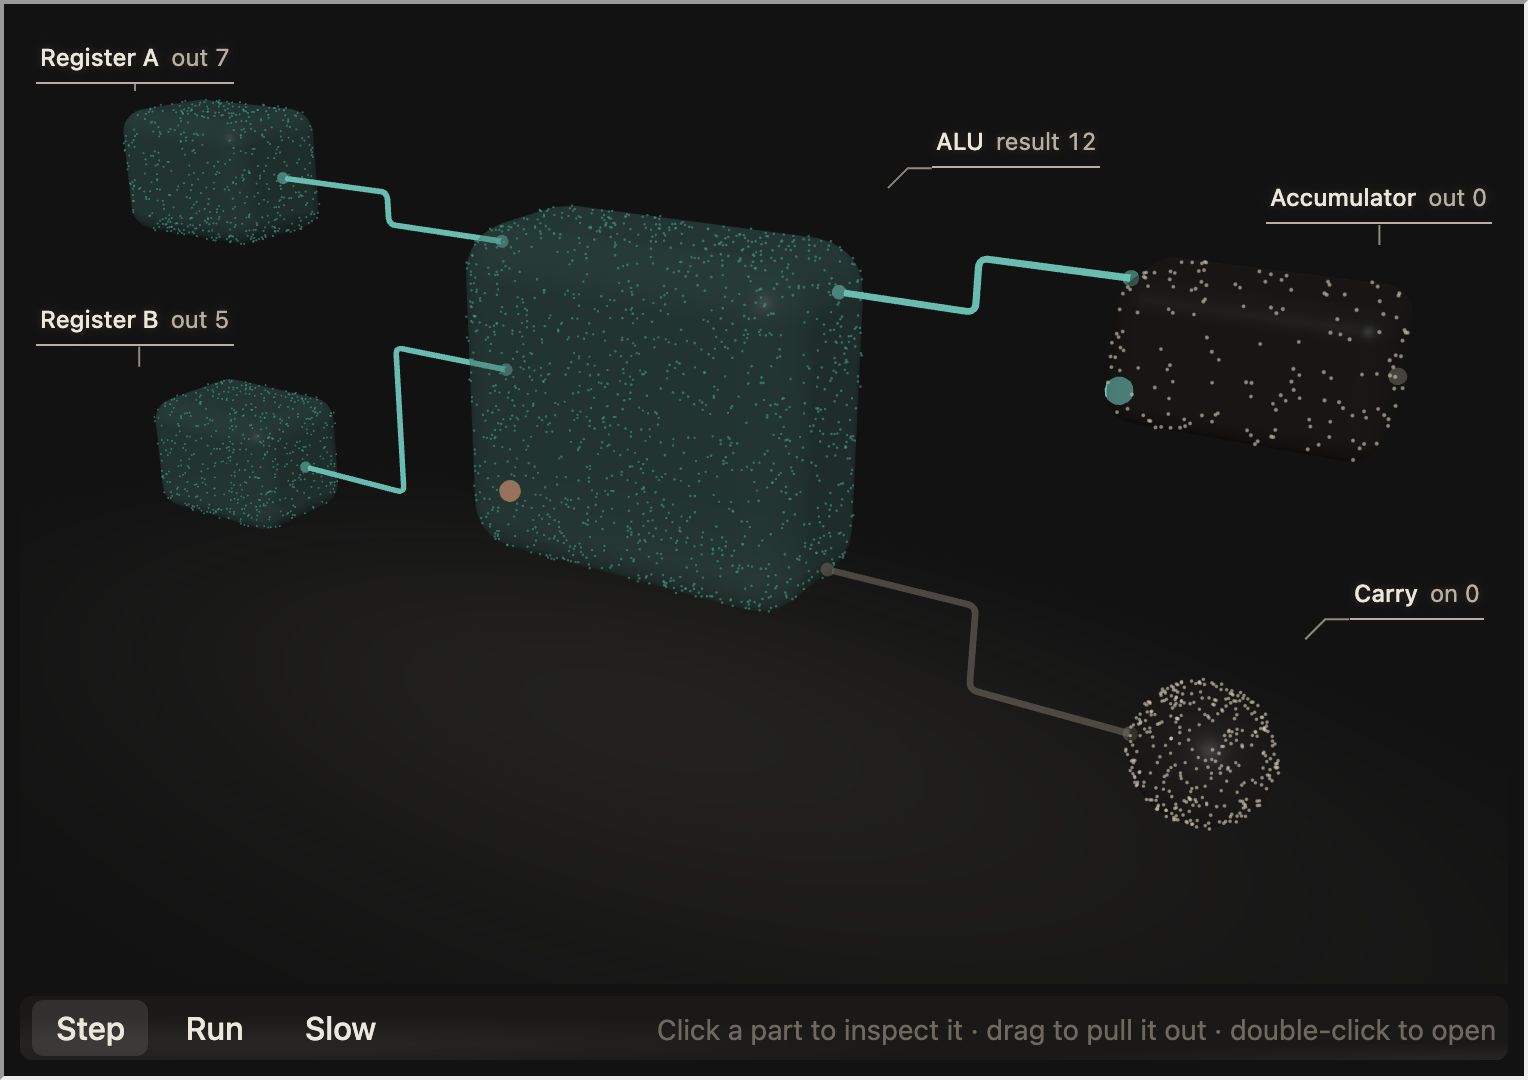 Register A out 7
ALU result 12
Accumulator out 0
Register B out 5
Carry on 0
Step Run Slow Click a part to inspect it · drag to pull it out · double-click to open